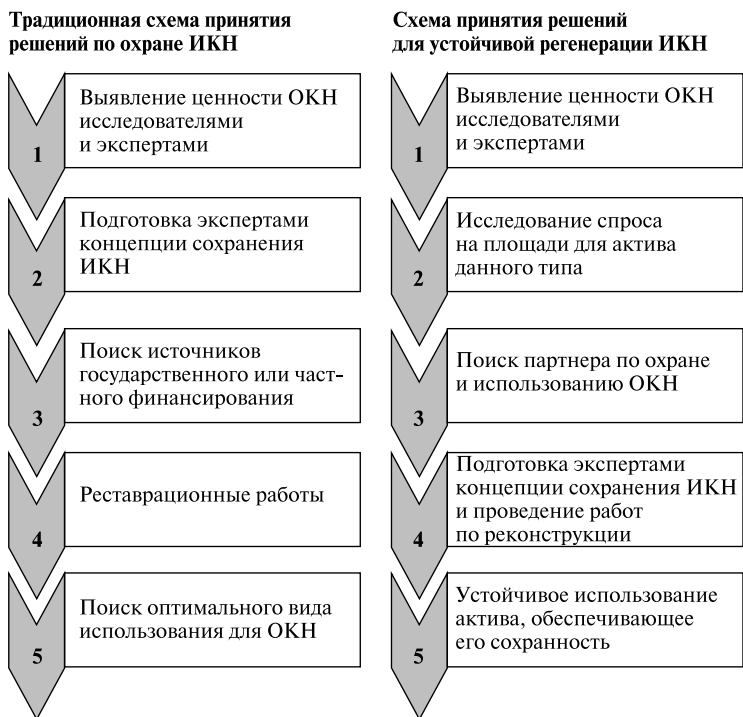 Традиционная схема принятия
решений по охране ИКН
1
Выявление ценности ОКН
исследователями
и экспертами
2
Подготовка экспертами
концепции сохранения
ИКН
3
Поиск источников
государственного или част-
ного финансирования
4
Реставрационные работы
5
Поиск оптимального вида
использования для ОКН
Схема принятия решений
для устойчивой регенерации ИКН
1
Выявление ценности ОКН
исследователями
и экспертами
2
Исследование спроса
на площади для актива
данного типа
3
Поиск партнера по охране
и использованию ОКН
4
Подготовка экспертами
концепции сохранения ИКН
и проведение работ
по реконструкции
5
Устойчивое использование
актива, обеспечивающее
его сохранность